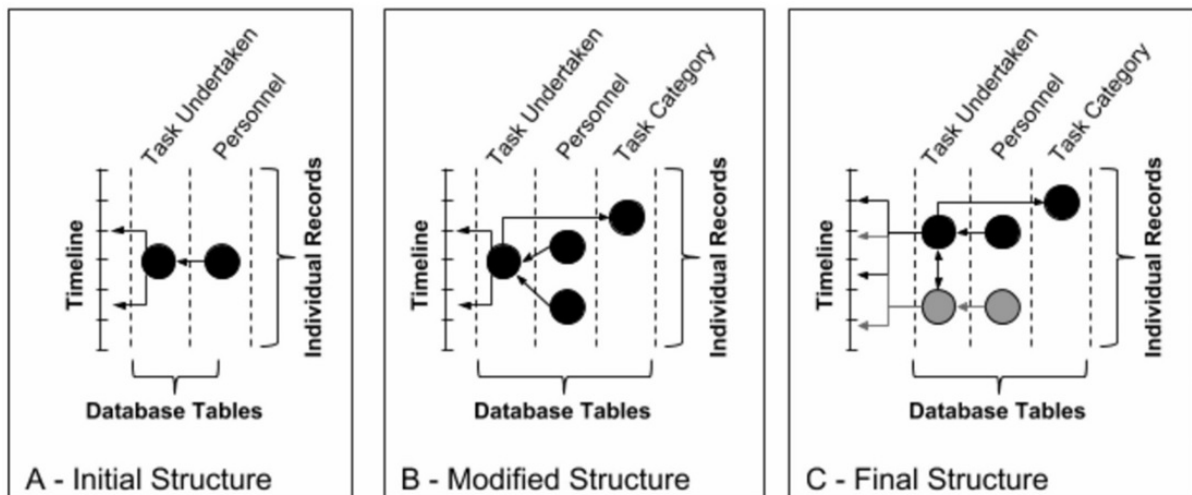 Task Undertaken
Personnel
Timeline
Individual Records
Database Tables
A - Initial Structure
Task Undertaken
Personnel
Task Category
Timeline
Individual Records
Database Tables
B - Modified Structure
Task Undertaken
Personnel
Task Category
Timeline
Individual Records
Database Tables
C - Final Structure